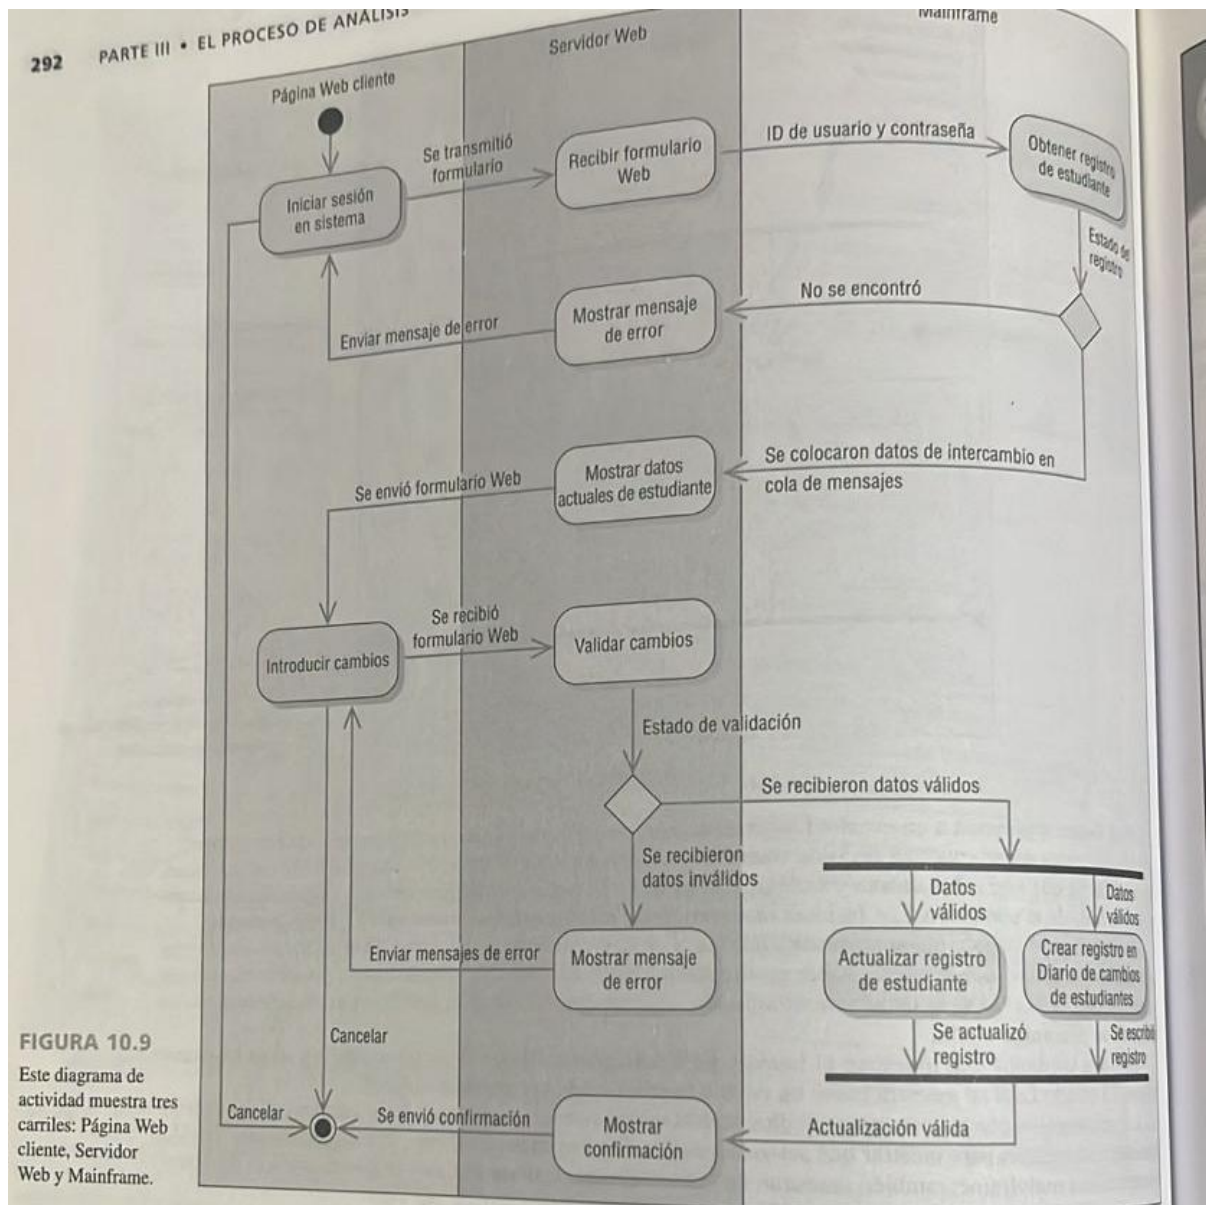 292 PARTE III • EL PROCESO DE ANÁLISIS
Página Web cliente
Servidor Web
Mainframe
Iniciar sesión
en sistema
Se transmitió
formulario
Recibir formulario
Web
ID de usuario y contraseña
Obtener registro
de estudiante
Estado de
registro
No se encontró
Mostrar mensaje
de error
Enviar mensaje de error
Se colocaron datos de intercambio en
cola de mensajes
Mostrar datos
actuales de estudiante
Se envió formulario Web
Introducir cambios
Se recibió
formulario Web
Validar cambios
Estado de validación
Se recibieron datos válidos
Se recibieron
datos inválidos
Datos
válidos
Datos
válidos
Enviar mensajes de error
Mostrar mensaje
de error
Actualizar registro
de estudiante
Crear registro en
Diario de cambios
de estudiantes
Se actualizó
registro
Se escribió
registro
Cancelar
Cancelar
Se envió confirmación
Mostrar
confirmación
Actualización válida
FIGURA 10.9
Este diagrama de
actividad muestra tres
carriles: Página Web
cliente, Servidor
Web y Mainframe.